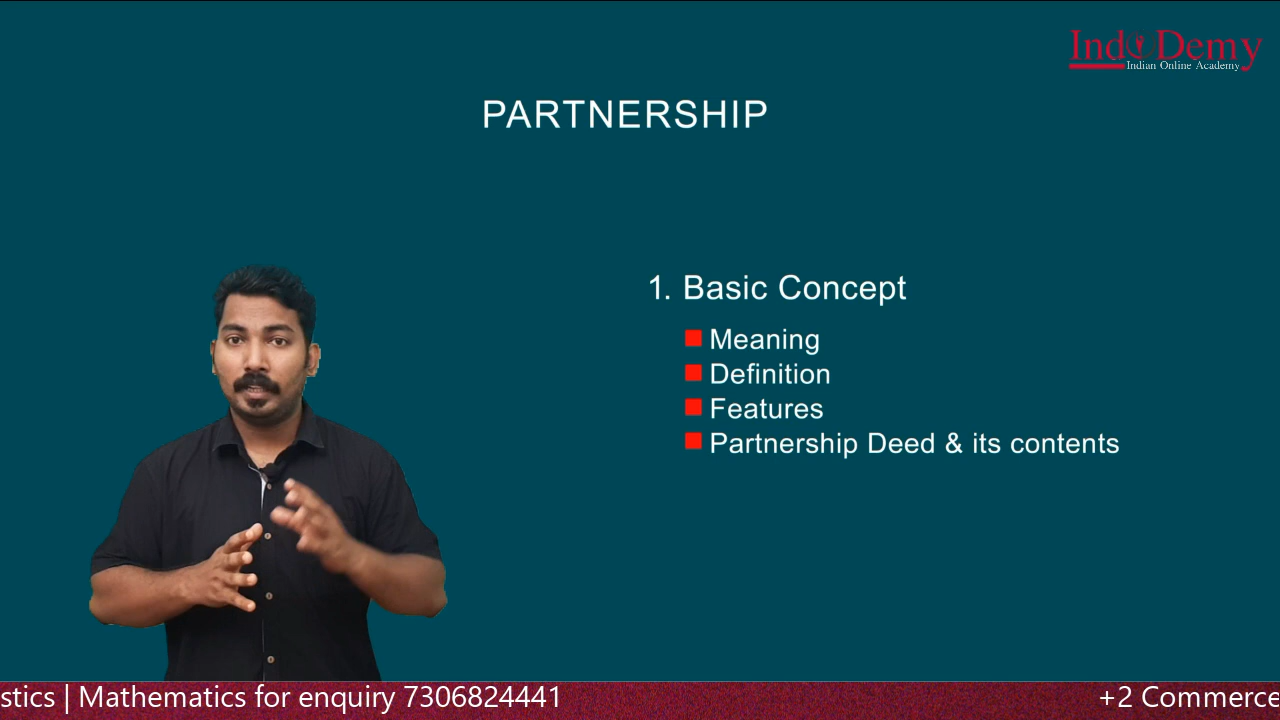 IndoDemy
Indian Online Academy
PARTNERSHIP
1. Basic Concept
Meaning
Definition
Features
Partnership Deed & its contents
stics | Mathematics for enquiry 7306824441
+2 Commerce